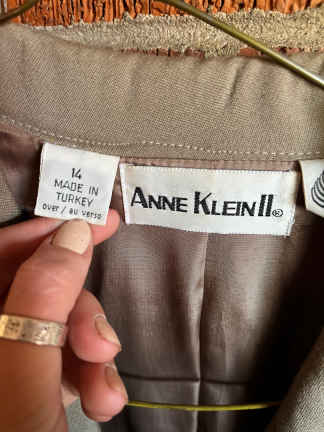 14
MADE IN
TURKEY
over / au verso
ANNE KLEIN II®